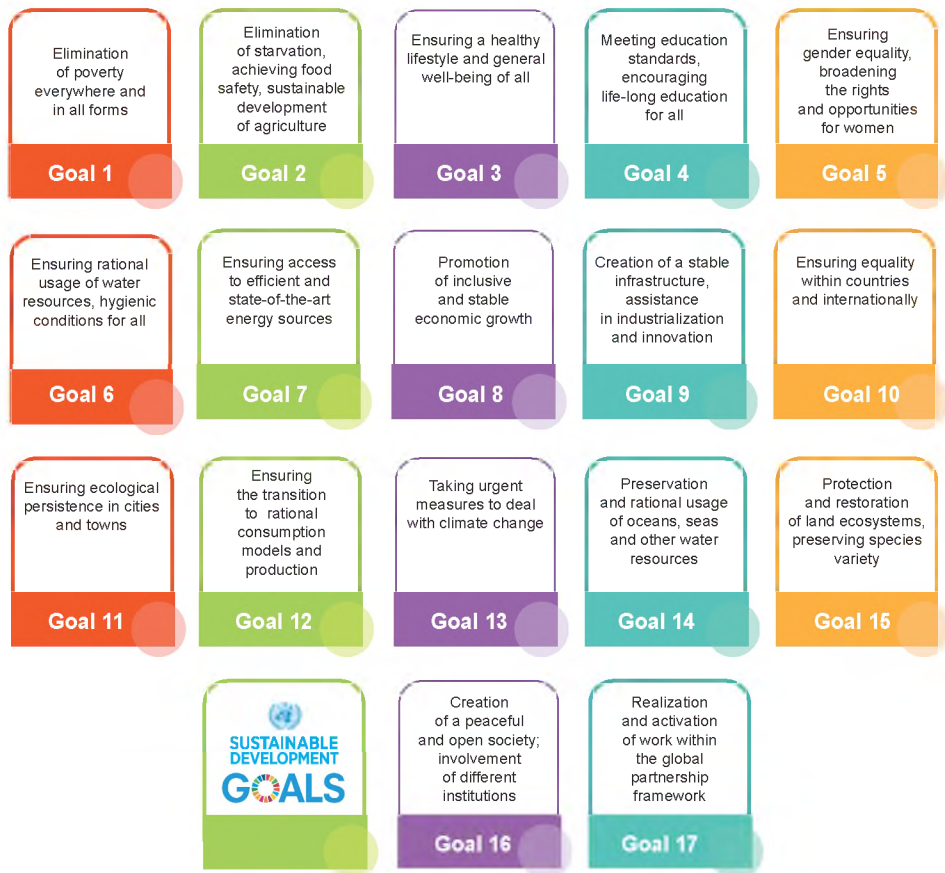 Elimination
of poverty
everywhere and
in all forms
Goal 1
Elimination
of starvation,
achieving food
safety, sustainable
development
of agriculture
Goal 2
Ensuring a healthy
lifestyle and general
well-being of all
Goal 3
Meeting education
standards,
encouraging
life-long education
for all
Goal 4
Ensuring
gender equality,
broadening
the rights
and opportunities
for women
Goal 5
Ensuring rational
usage of water
resources, hygienic
conditions for all
Goal 6
Ensuring access
to efficient and
state-of-the-art
energy sources
Goal 7
Promotion
of inclusive
and stable
economic growth
Goal 8
Creation of a stable
infrastructure,
assistance
in industrialization
and innovation
Goal 9
Ensuring equality
within countries
and internationally
Goal 10
Ensuring ecological
persistence in cities
and towns
Goal 11
Ensuring
the transition
to rational
consumption
models and
production
Goal 12
Taking urgent
measures to deal
with climate change
Goal 13
Preservation
and rational usage
of oceans, seas
and other water
resources
Goal 14
Protection
and restoration
of land ecosystems,
preserving species
variety
Goal 15
SUSTAINABLE
DEVELOPMENT
GOALS
Creation
of a peaceful
and open society;
involvement
of different
institutions
Goal 16
Realization
and activation
of work within
the global
partnership
framework
Goal 17